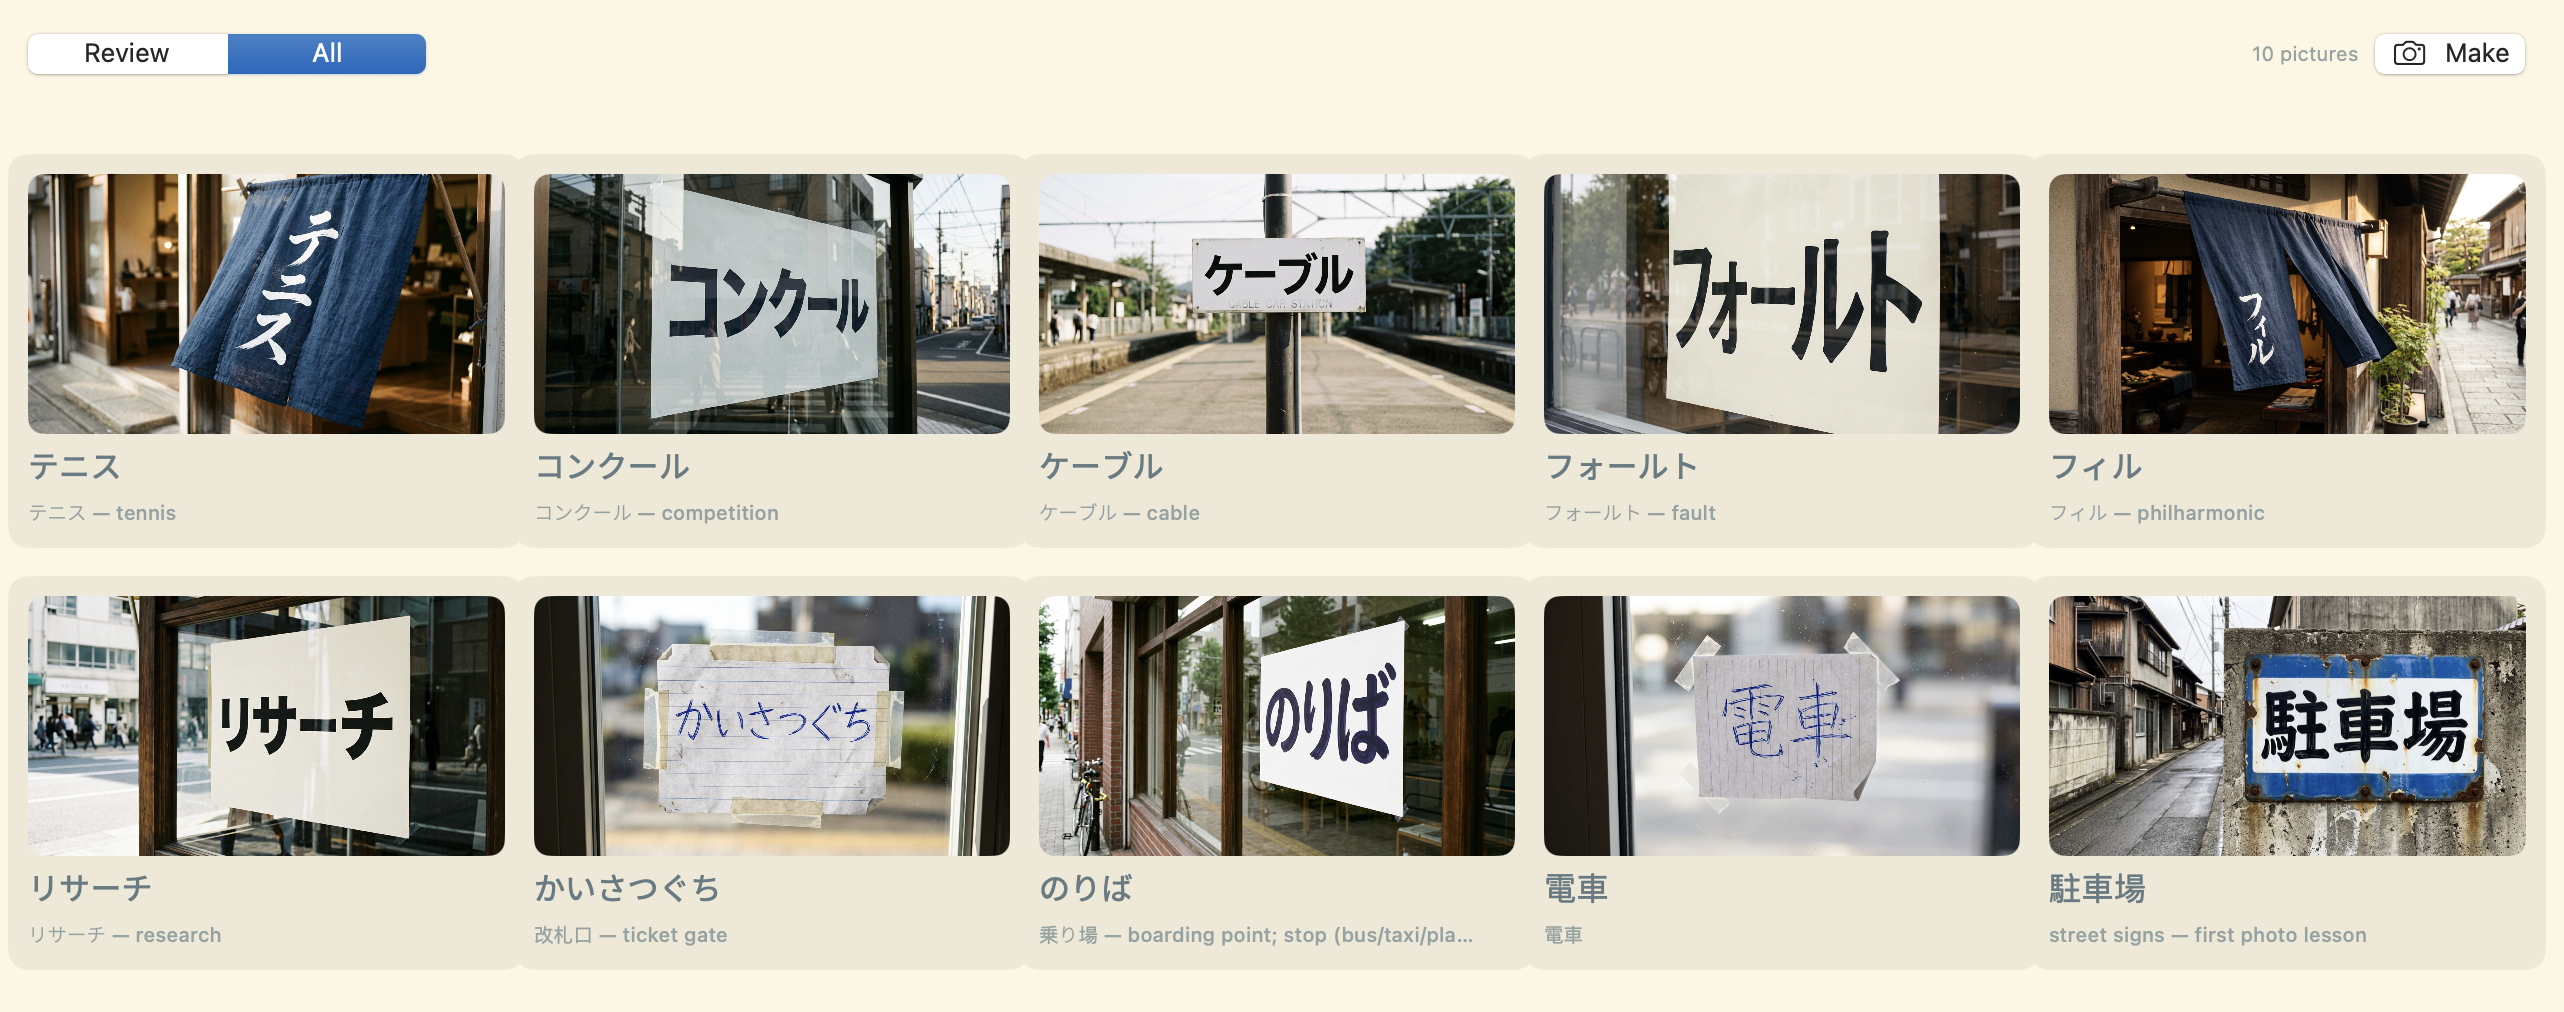 Review
All
10 pictures
Make
テニス
コンクール
ケーブル
CABLE CAR STATION
フォールト
フィル
テニス
テニス — tennis
コンクール
コンクール — competition
ケーブル
ケーブル — cable
フォールト
フォールト — fault
フィル
フィル — philharmonic
リサーチ
かいさつぐち
のりば
電車
駐車場
リサーチ
リサーチ — research
かいさつぐち
改札口 — ticket gate
のりば
乗り場 — boarding point; stop (bus/taxi/pla...
電車
電車
駐車場
street signs — first photo lesson